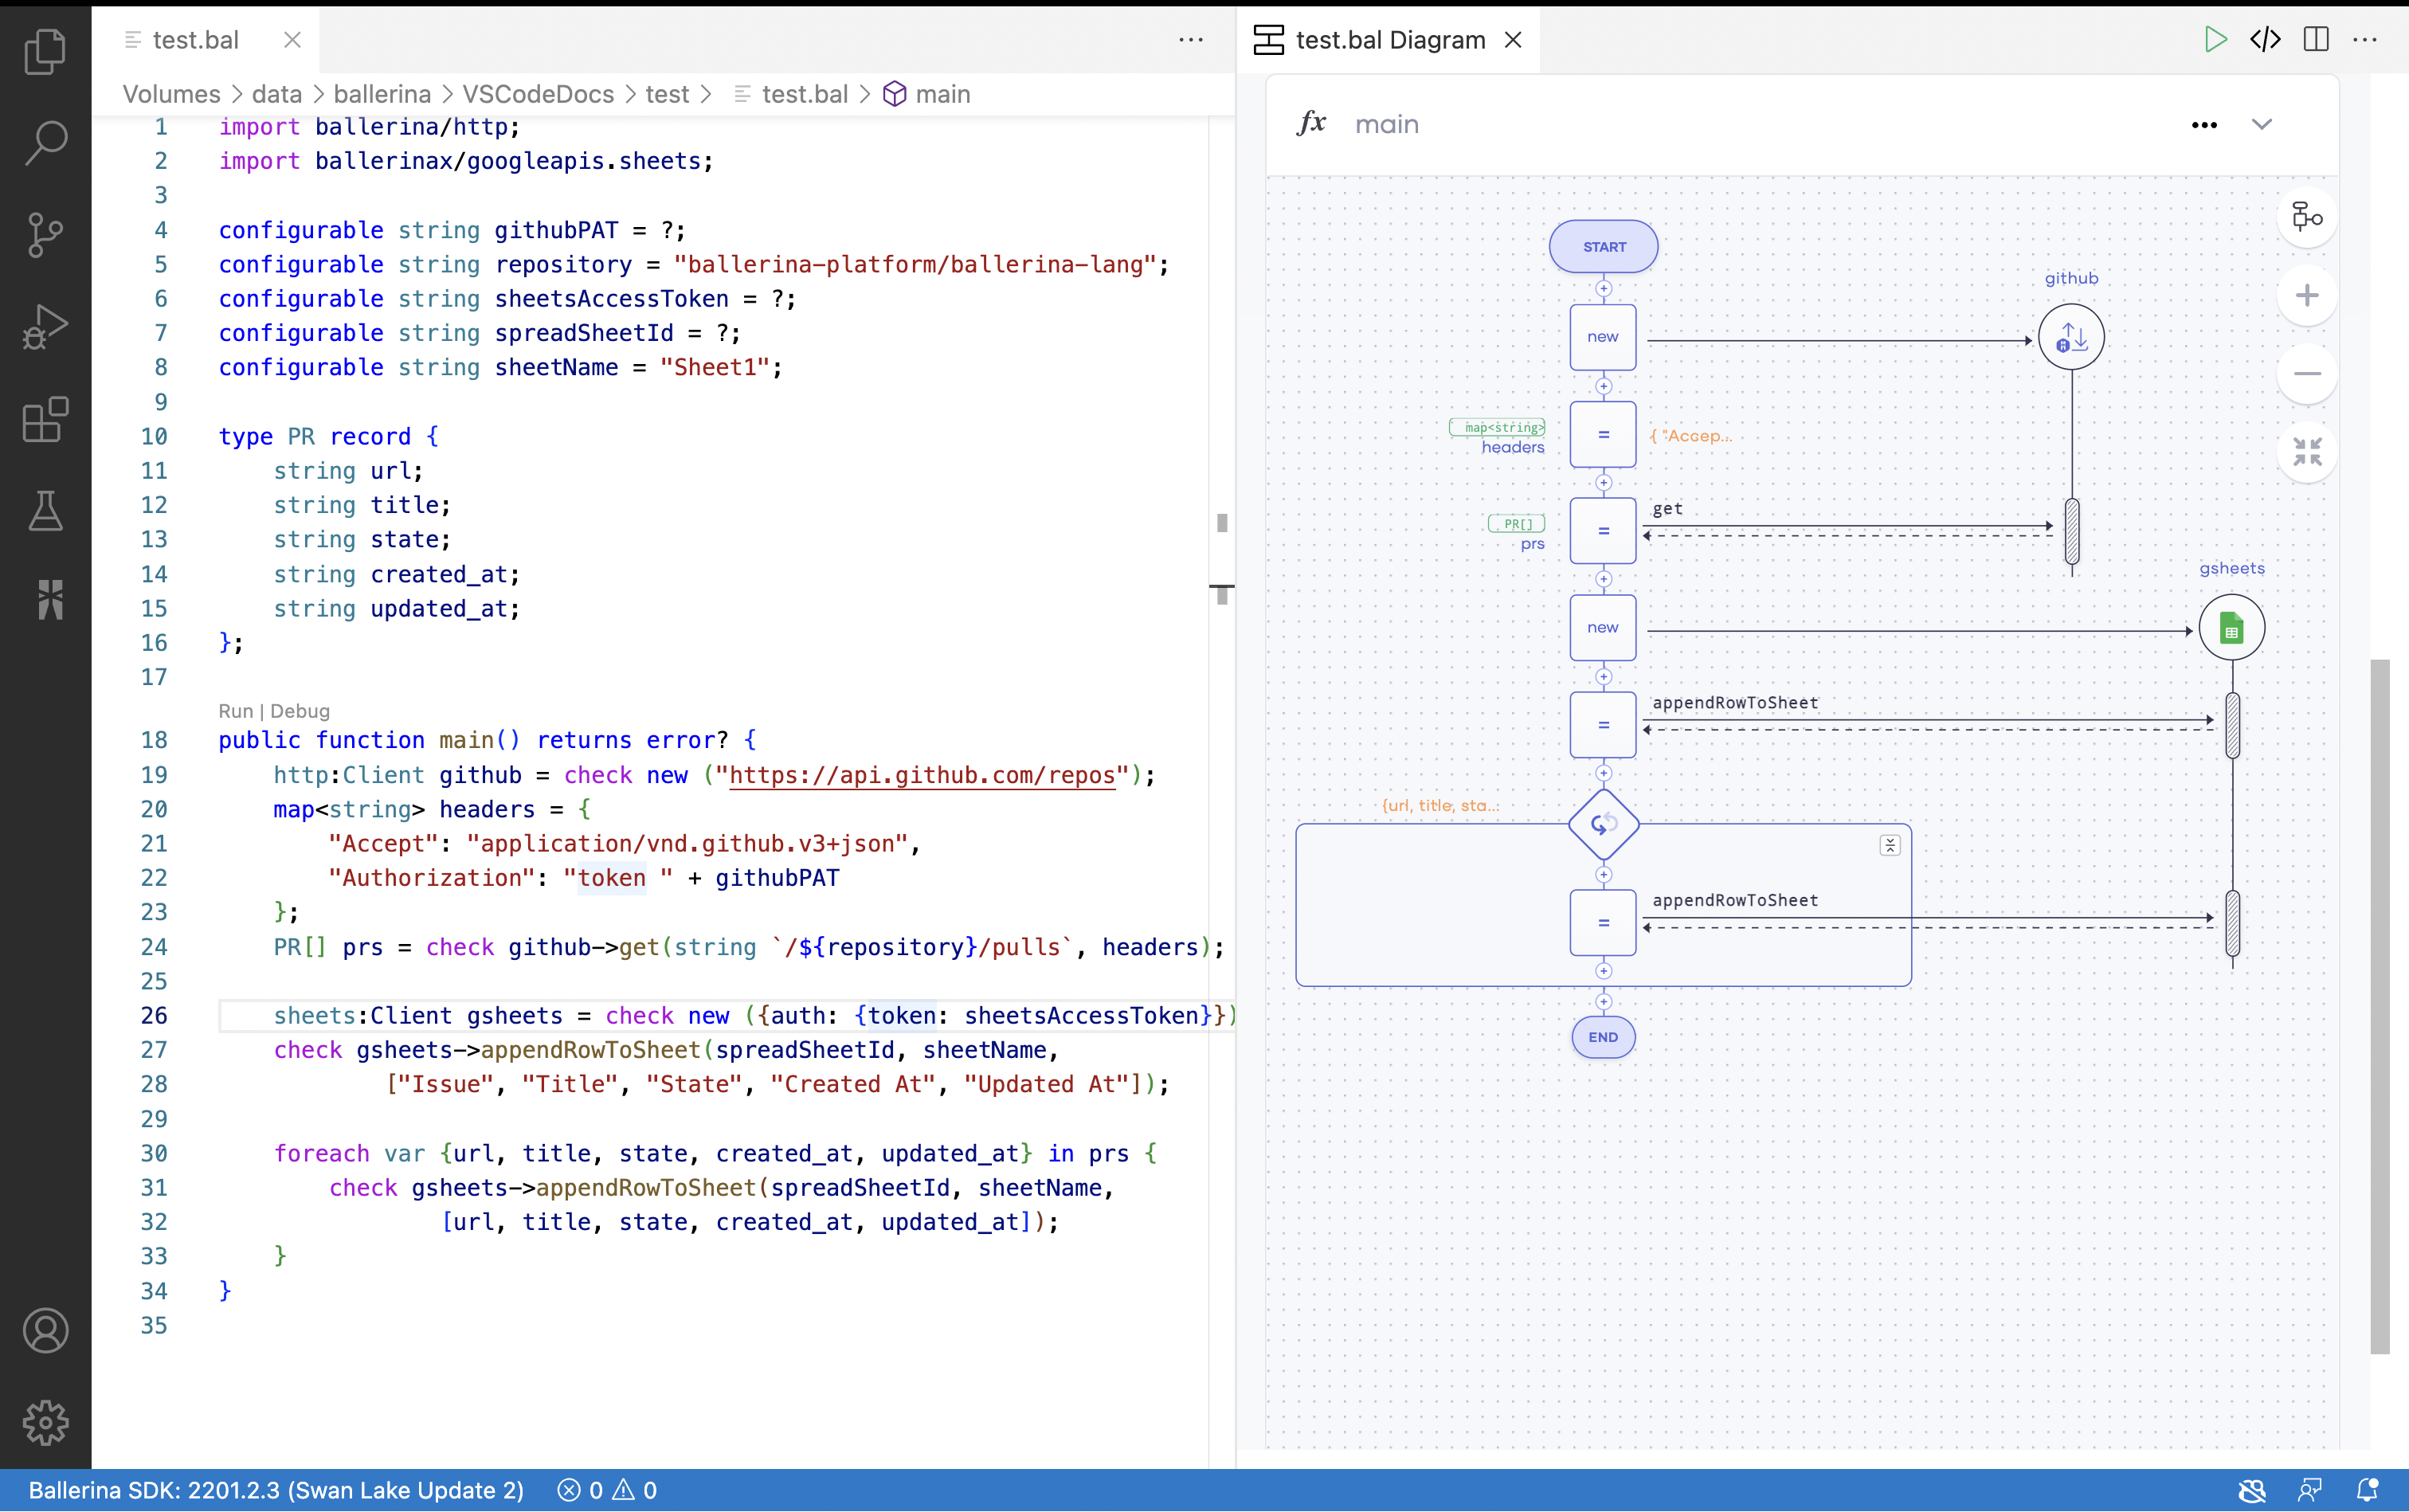 test.bal
Volumes > data > ballerina > VSCodeDocs > test > test.bal > main
1 import ballerina/http;
2 import ballerinax/googleapis.sheets;
3
4 configurable string githubPAT = ?;
5 configurable string repository = "ballerina-platform/ballerina-lang";
6 configurable string sheetsAccessToken = ?;
7 configurable string spreadSheetId = ?;
8 configurable string sheetName = "Sheet1";
9
10 type PR record {
11     string url;
12     string title;
13     string state;
14     string created_at;
15     string updated_at;
16 };
17
Run | Debug
18 public function main() returns error? {
19     http:Client github = check new ("https://api.github.com/repos");
20     map<string> headers = {
21         "Accept": "application/vnd.github.v3+json",
22         "Authorization": "token " + githubPAT
23     };
24     PR[] prs = check github->get(string `/${repository}/pulls`, headers);
25
26     sheets:Client gsheets = check new ({auth: {token: sheetsAccessToken}})
27     check gsheets->appendRowToSheet(spreadSheetId, sheetName,
28             ["Issue", "Title", "State", "Created At", "Updated At"]);
29
30     foreach var {url, title, state, created_at, updated_at} in prs {
31         check gsheets->appendRowToSheet(spreadSheetId, sheetName,
32                 [url, title, state, created_at, updated_at]);
33     }
34 }
35
test.bal Diagram
fx main
START
github
new
map<string>
headers
=
{ "Accep...
PR[]
prs
=
get
gsheets
new
=
appendRowToSheet
{url, title, sta...
=
appendRowToSheet
END
Ballerina SDK: 2201.2.3 (Swan Lake Update 2) 0 0